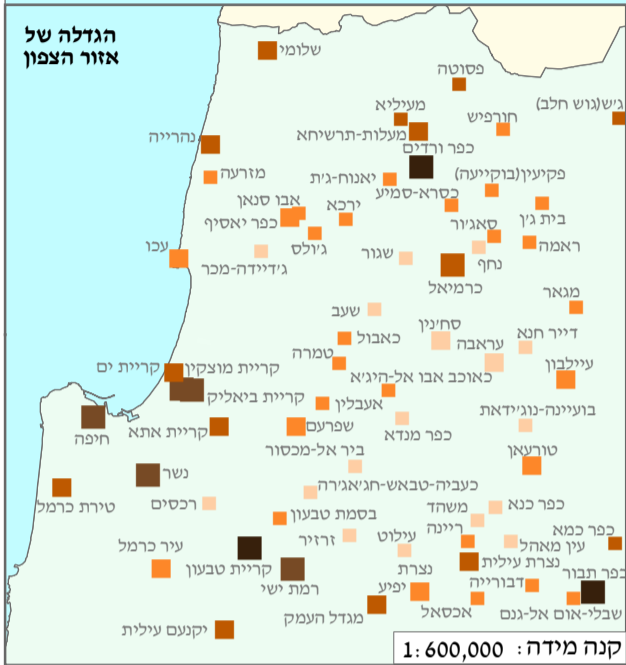 הגדלה של
אזור הצפון
שלומי
פסוטה
ג'ש(גוש חלב)
מעיליא
חורפיש
מעלות-תרשיחא
נהרייה
כפר ורדים
מזרעה
יאנוח-ג'ת
פקיעין(בוקייעה)
כסרא-סמיע
אבו סנאן
ירכא
בית ג'ן
כפר יאסיף
סאג'ור
ג'ולס
ראמה
עכו
שגור
נחף
ג'דיידה-מכר
כרמיאל
מגאר
שעב
סח'נין
דייר חנא
כאבול
עראבה
טמרה
עיילבון
קריית ים
קריית מוצקין
כאוכב אבו אל-היג'יא
קריית ביאליק
אעבלין
בועיינה-נוג'יידאת
חיפה
קריית אתא
שפרעם
כפר מנדא
טורעאן
ביר אל-מכסור
נשר
כעביה-טבאש-חג'אג'רה
טירת כרמל
רכסים
משהד
כפר כנא
בסמת טבעון
ריינה
כפר כמא
זרזיר
עילוט
עין מאהל
עיר כרמל
קריית טבעון
נצרת
נצרת עילית
כפר תבור
רמת ישי
יפיע
דבורייה
מגדל העמק
אכסאל
שבלי-אום אל-גנם
יקנעם עילית
קנה מידה: 1:600,000